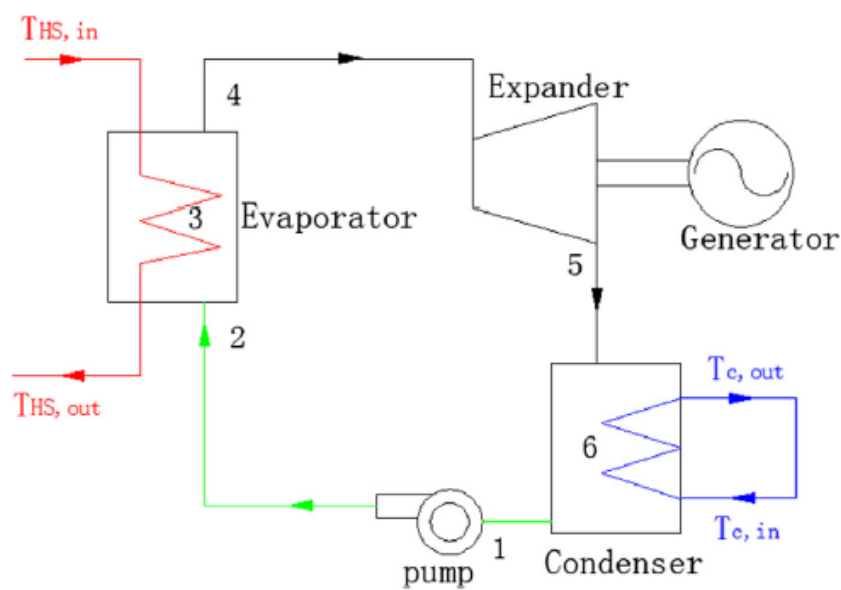 THS, in
4
Expander
3
Evaporator
Generator
5
2
THS, out
Tc, out
6
Tc, in
1
pump
Condenser